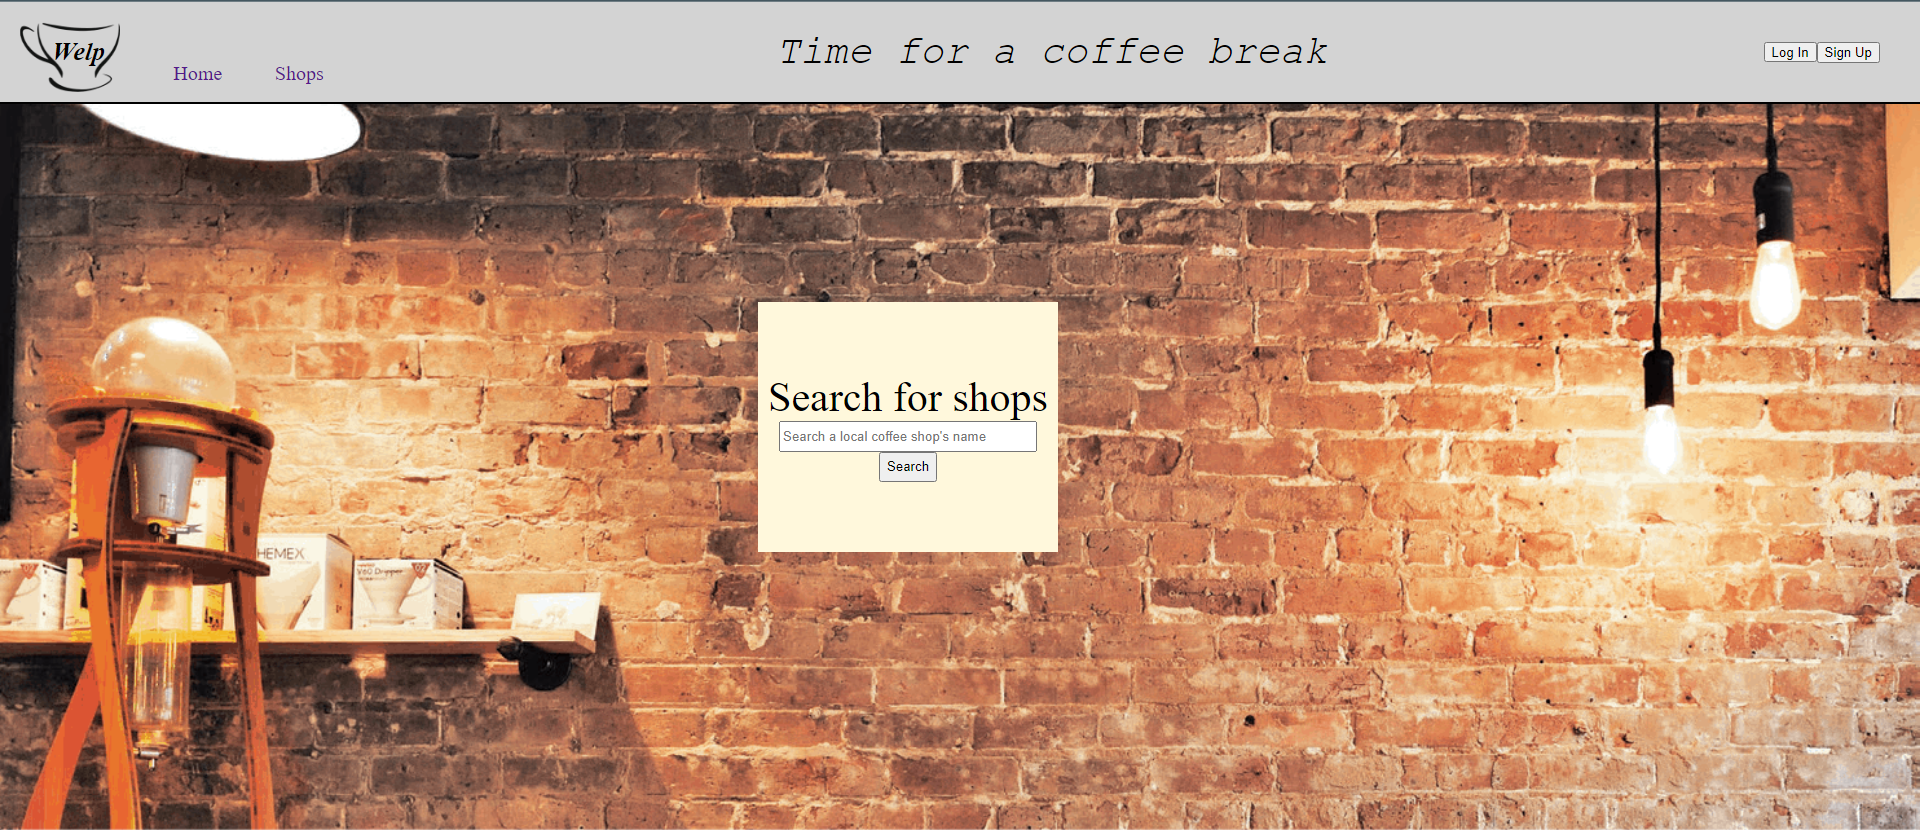 Welp
Home
Shops
Time for a coffee break
Log In
Sign Up
Search for shops
Search a local coffee shop's name
Search
HEMEX
V60 Dripper